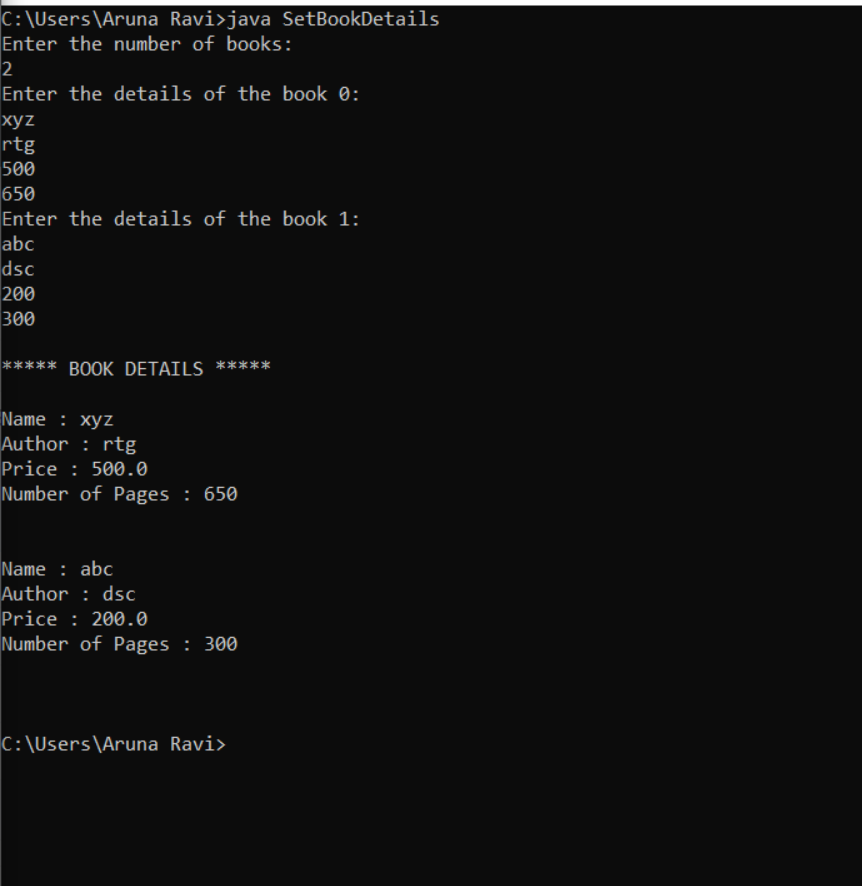 C:\Users\Aruna Ravi>java SetBookDetails
Enter the number of books:
2
Enter the details of the book 0:
xyz
rtg
500
650
Enter the details of the book 1:
abc
dsc
200
300
***** BOOK DETAILS *****
Name : xyz
Author : rtg
Price : 500.0
Number of Pages : 650
Name : abc
Author : dsc
Price : 200.0
Number of Pages : 300
C:\Users\Aruna Ravi>